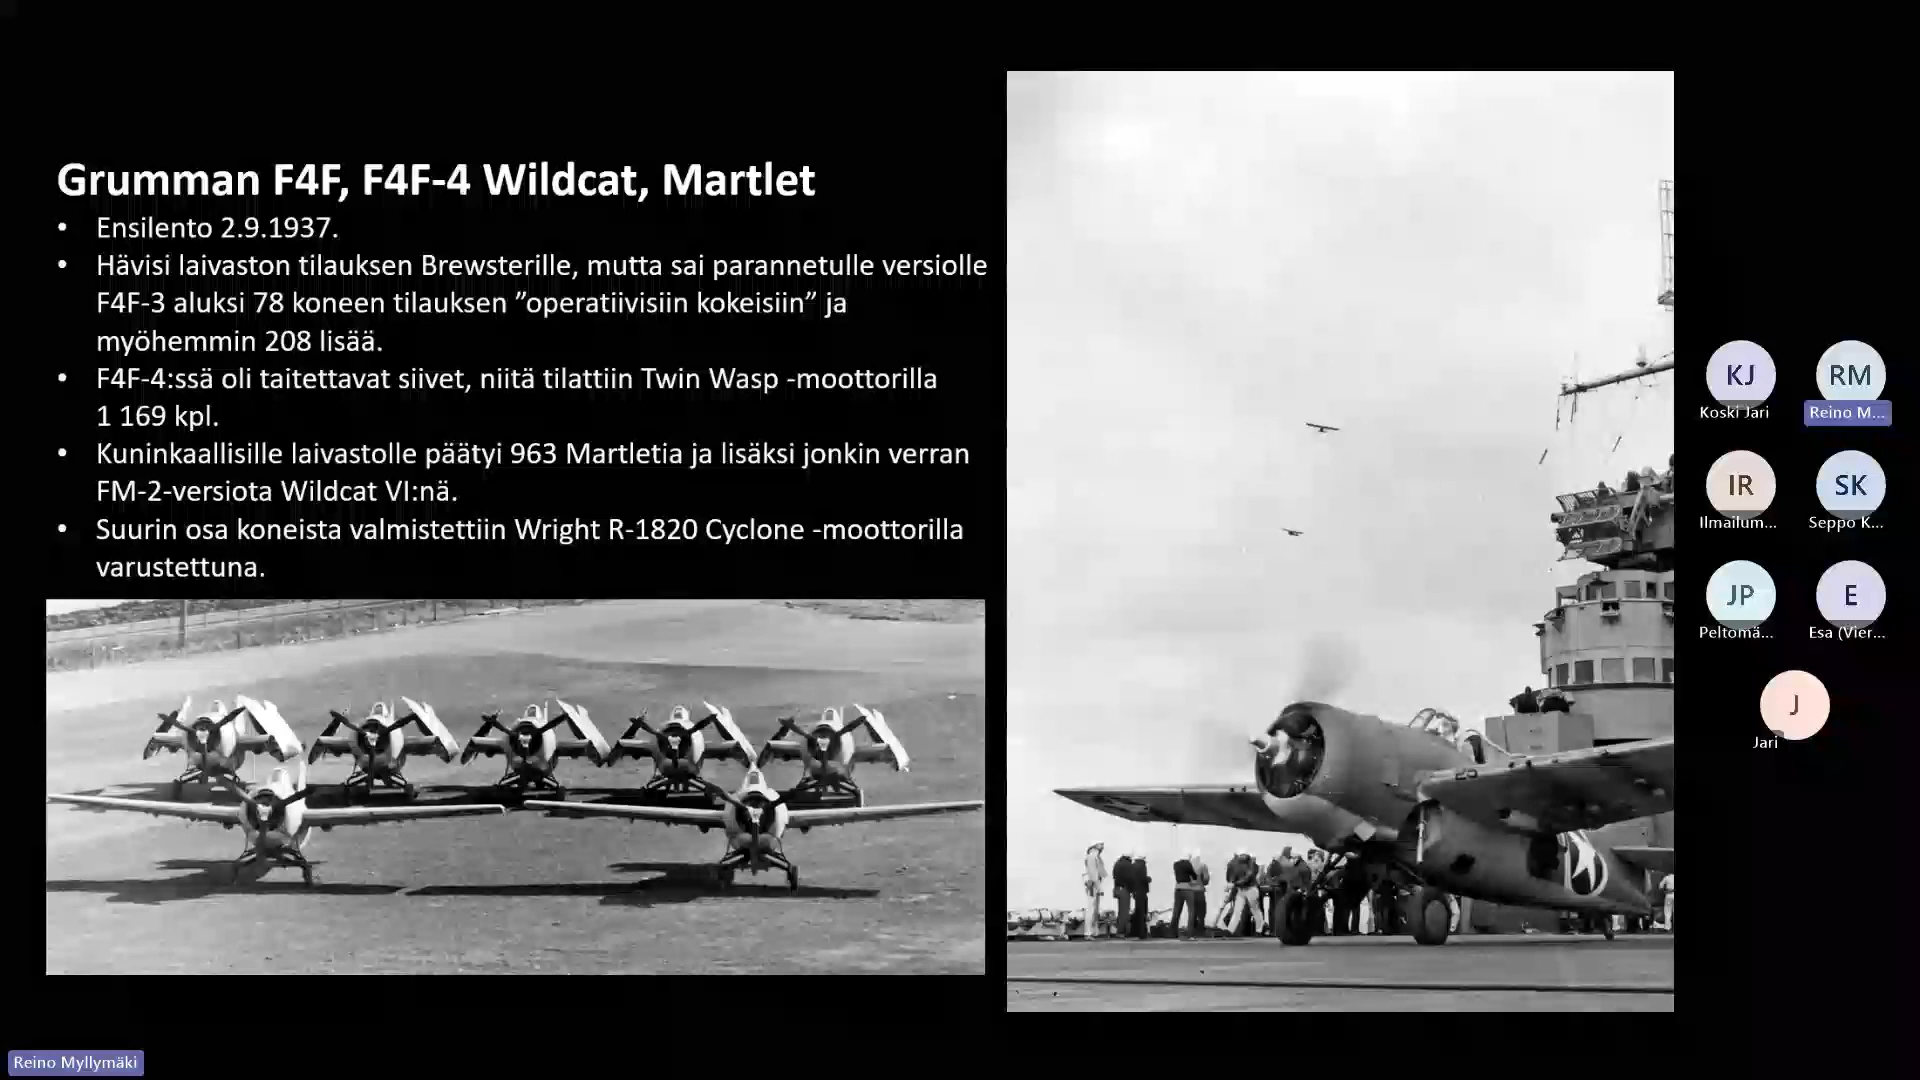 Grumman F4F, F4F-4 Wildcat, Martlet
• Ensilento 2.9.1937.
• Hävisi laivaston tilauksen Brewsterille, mutta sai parannetulle versiolle
F4F-3 aluksi 78 koneen tilauksen ”operatiivisiin kokeisiin” ja
myöhemmin 208 lisää.
• F4F-4:ssä oli taitettavat siivet, niitä tilattiin Twin Wasp -moottorilla
1 169 kpl.
• Kuninkaallisille laivastolle päätyi 963 Martletia ja lisäksi jonkin verran
FM-2-versiota Wildcat VI:nä.
• Suurin osa koneista valmistettiin Wright R-1820 Cyclone -moottorilla
varustettuna.
KJ RM
Koski Jari Reino M...
IR SK
Ilmailum... Seppo K...
JP E
Peltomä... Esa (Vier...
J
Jari
Reino Myllymäki